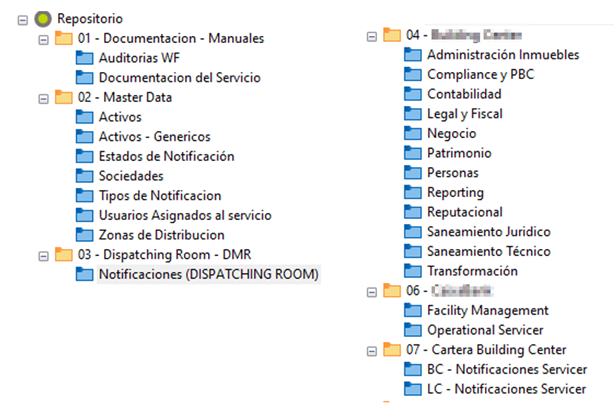 Repositorio
01 - Documentacion - Manuales
Auditorias WF
Documentacion del Servicio
02 - Master Data
Activos
Activos - Genericos
Estados de Notificación
Sociedades
Tipos de Notificacion
Usuarios Asignados al servicio
Zonas de Distribucion
03 - Dispatching Room - DMR
Notificaciones (DISPATCHING ROOM)
04 -
Administración Inmuebles
Compliance y PBC
Contabilidad
Legal y Fiscal
Negocio
Patrimonio
Personas
Reporting
Reputacional
Saneamiento Juridico
Saneamiento Técnico
Transformación
06 -
Facility Management
Operational Servicer
07 - Cartera Building Center
BC - Notificaciones Servicer
LC - Notificaciones Servicer